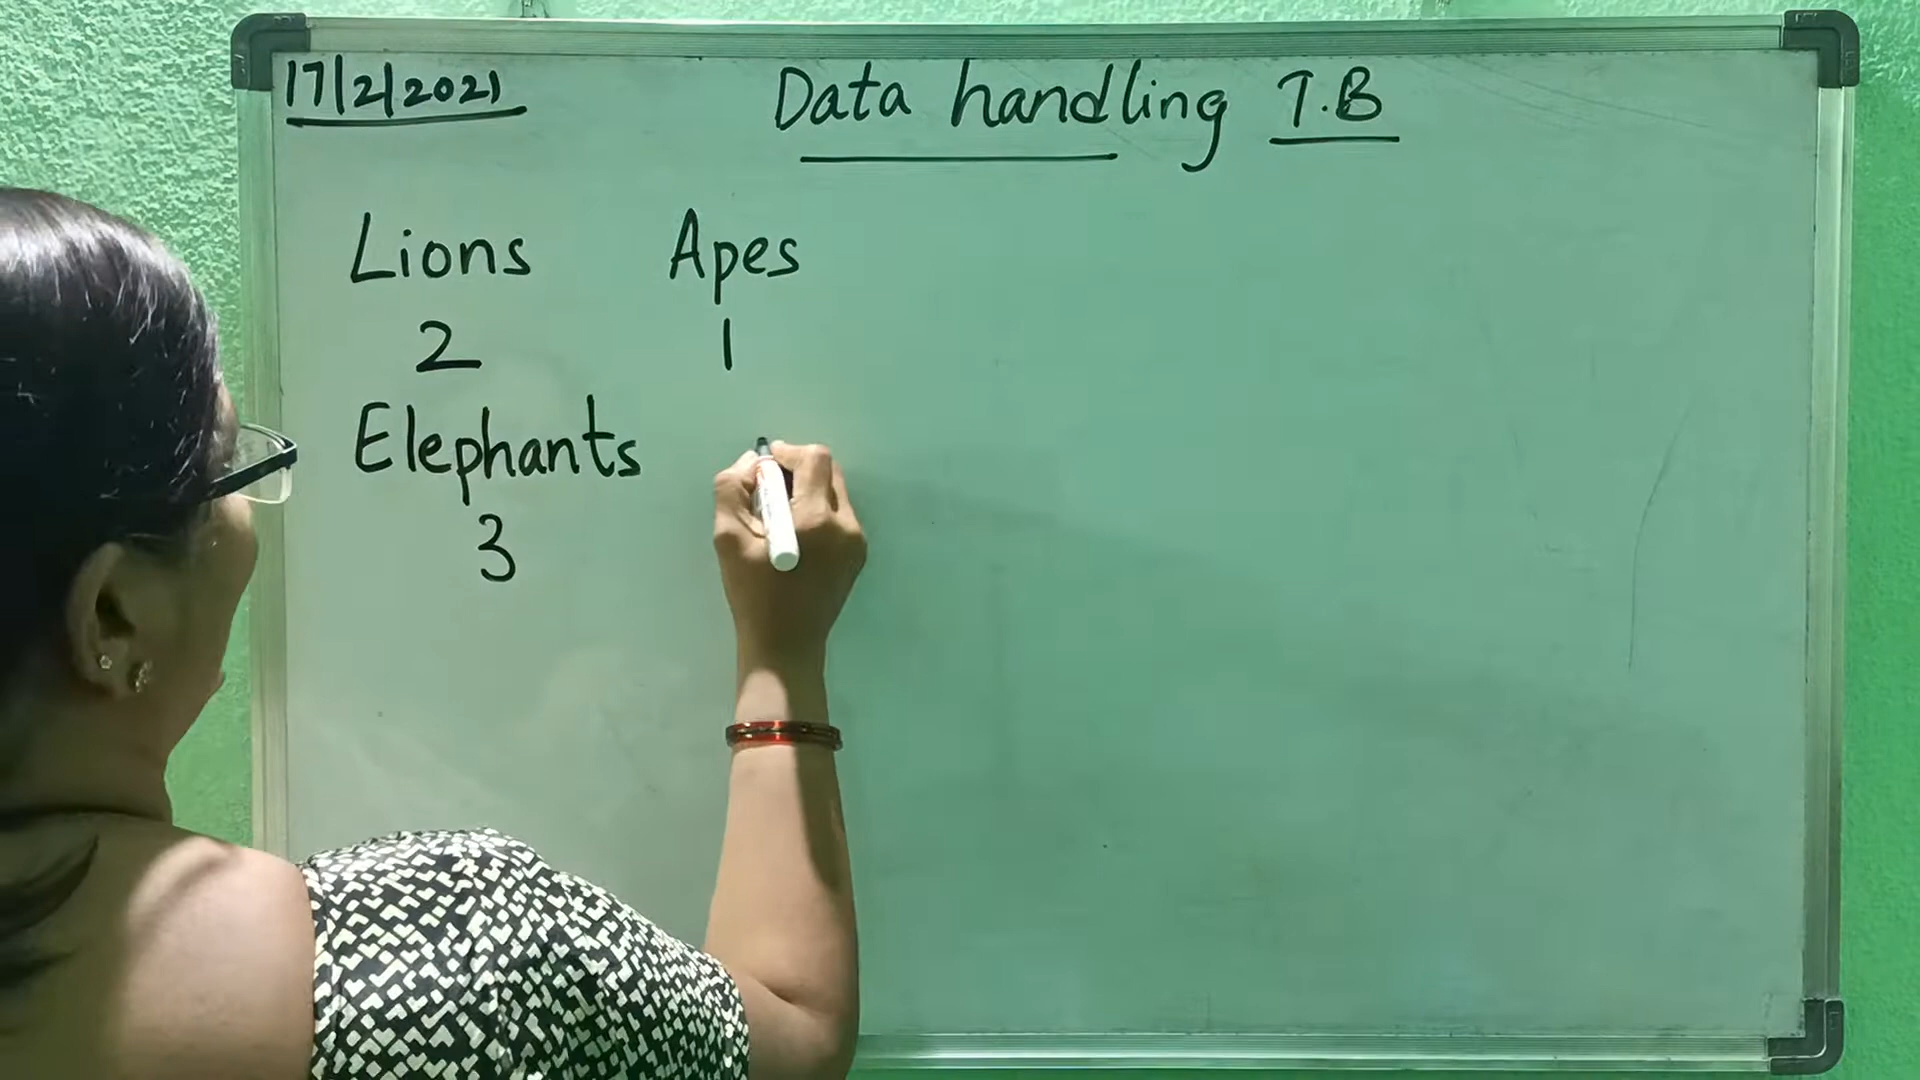 17/2/2021
Data handling T.B
Lions Apes
2 1
Elephants
3